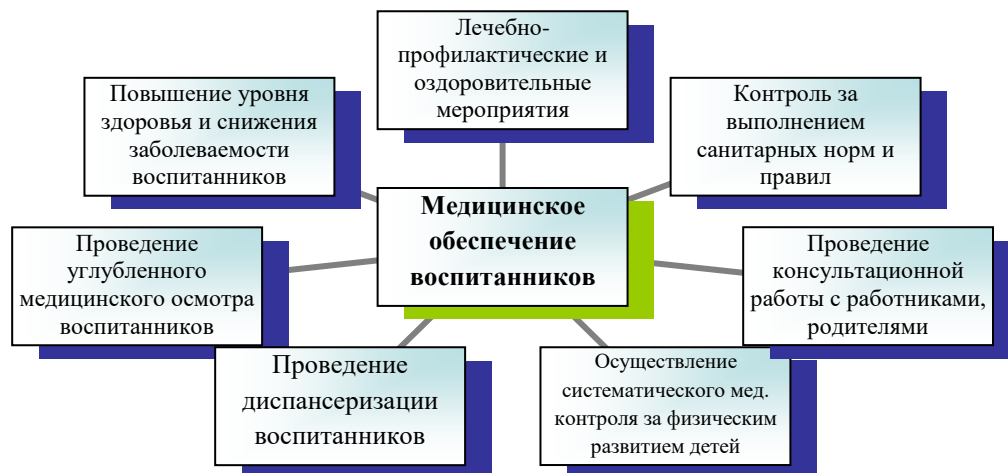 Лечебно-
профилактические и
оздоровительные
мероприятия
Повышение уровня
здоровья и снижения
заболеваемости
воспитанников
Контроль за
выполнением
санитарных норм и
правил
Медицинское
обеспечение
воспитанников
Проведение
углубленного
медицинского осмотра
воспитанников
Проведение
консультационной
работы с работниками,
родителями
Проведение
диспансеризации
воспитанников
Осуществление
систематического мед.
контроля за физическим
развитием детей